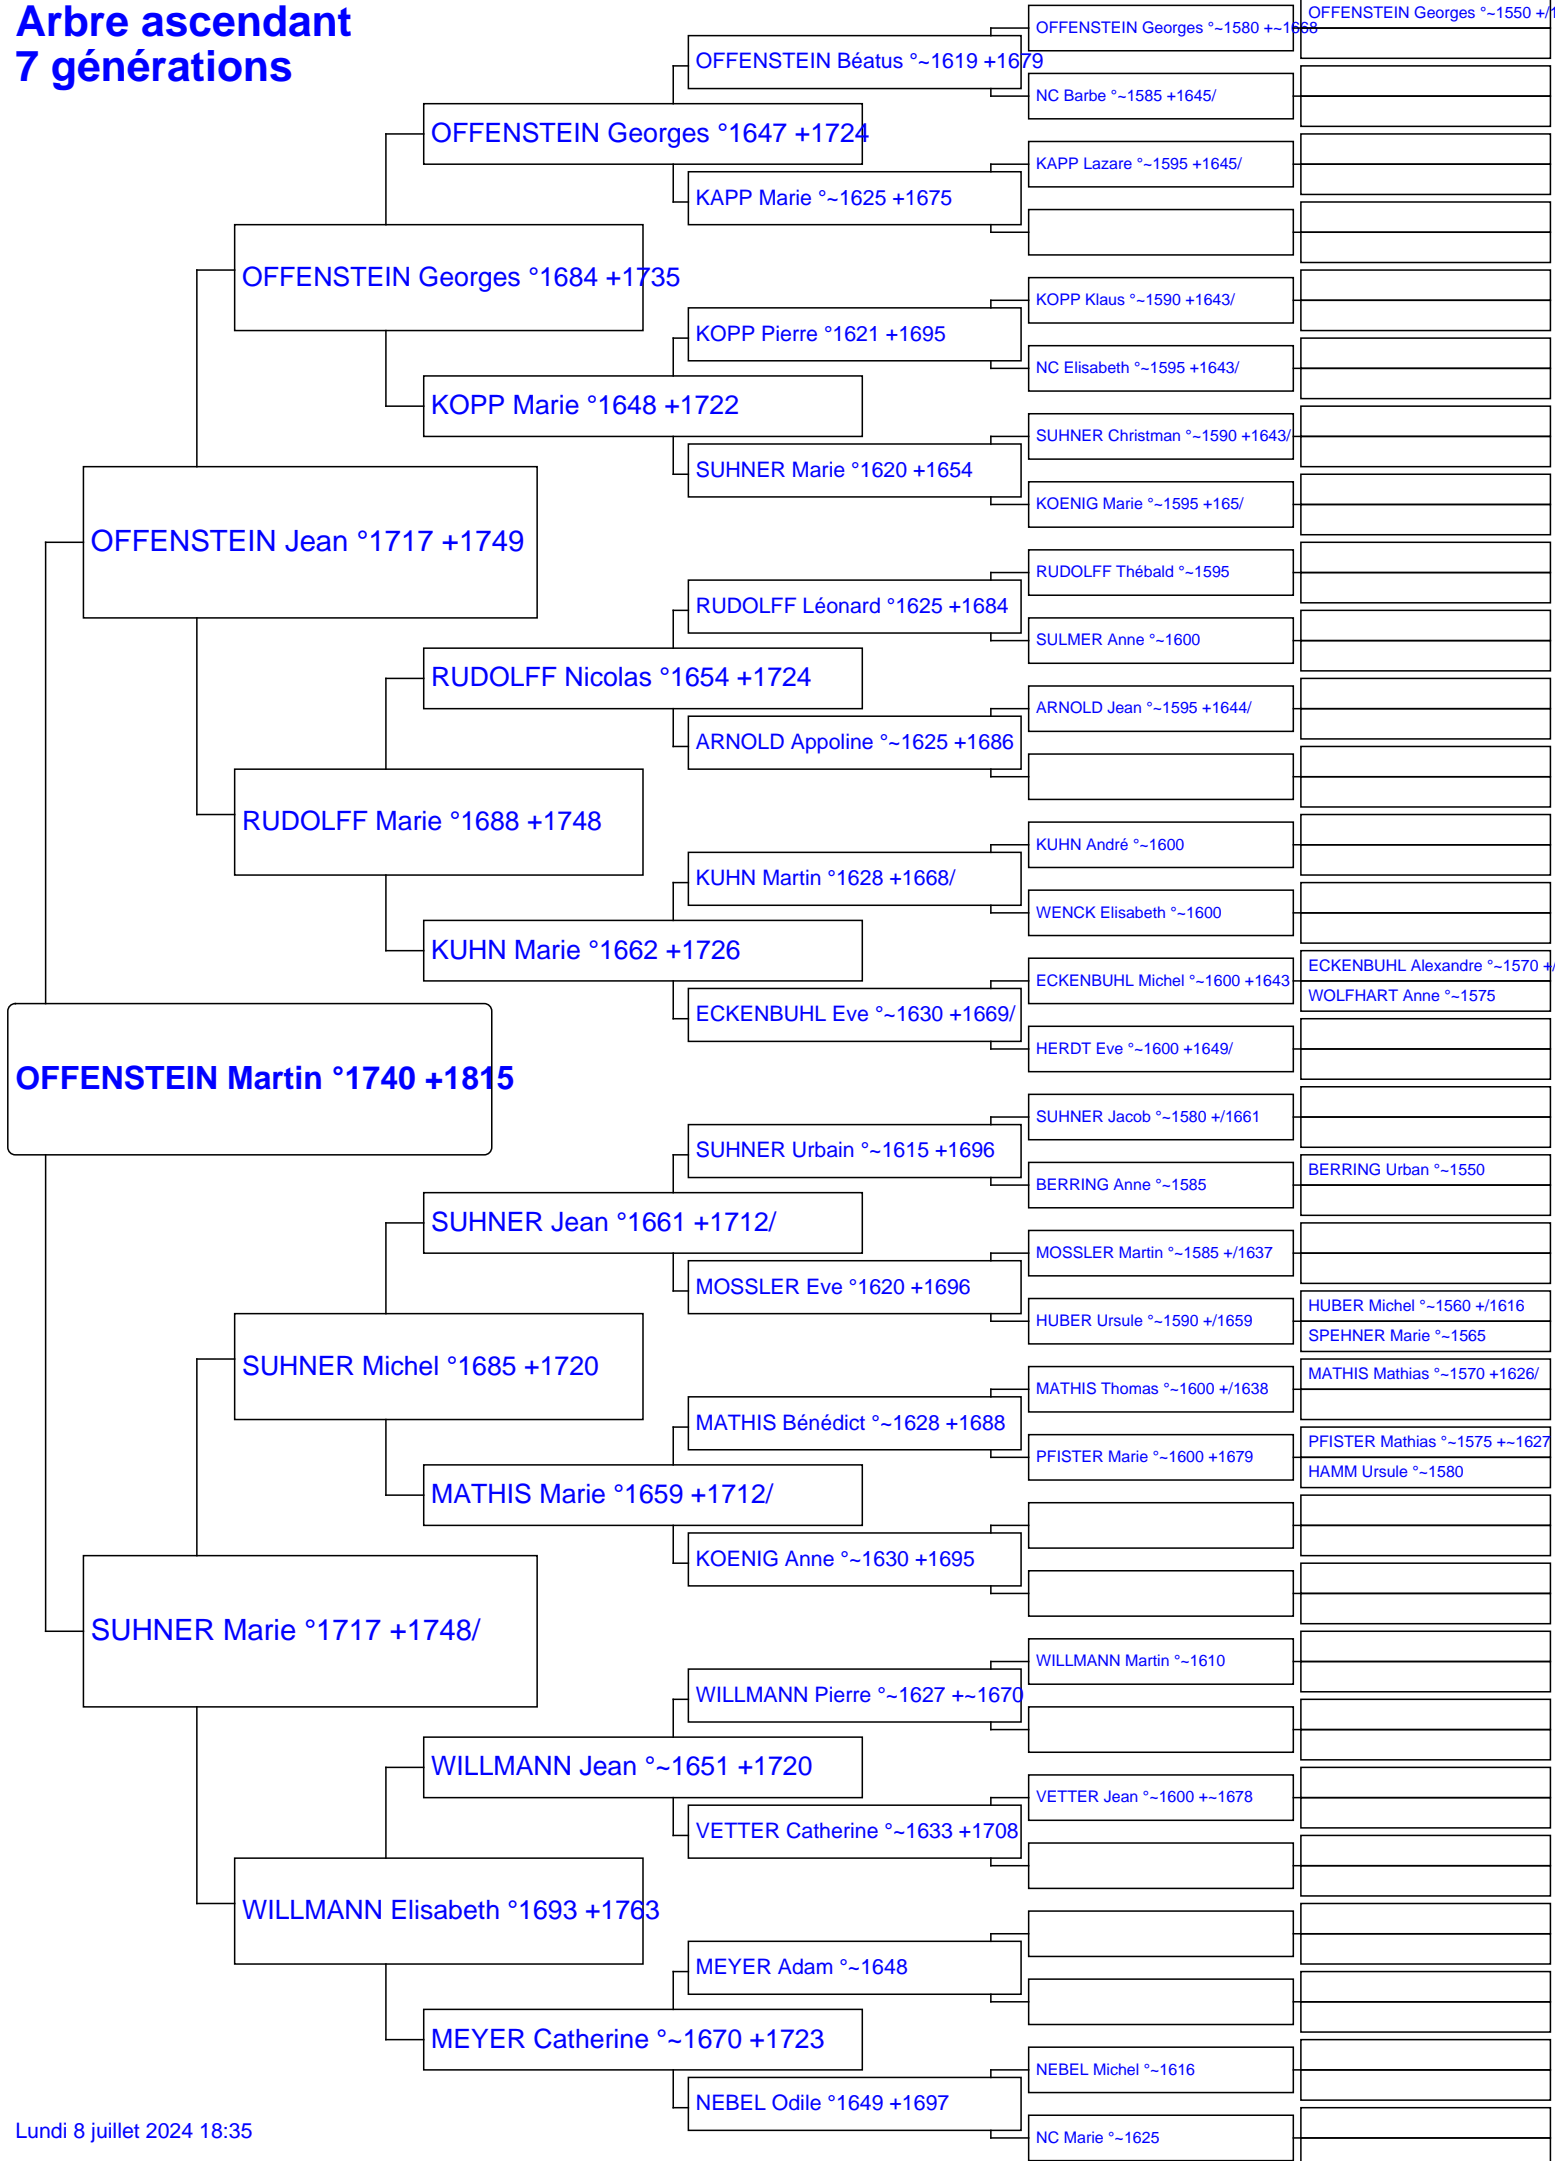 Arbre ascendant
7 générations
OFFENSTEIN Martin °1740 +1815
OFFENSTEIN Jean °1717 +1749
SUHNER Marie °1717 +1748/
OFFENSTEIN Georges °1684 +1735
RUDOLFF Marie °1688 +1748
SUHNER Michel °1685 +1720
WILLMANN Elisabeth °1693 +1763
OFFENSTEIN Georges °1647 +1724
KOPP Marie °1648 +1722
RUDOLFF Nicolas °1654 +1724
KUHN Marie °1662 +1726
SUHNER Jean °1661 +1712/
MATHIS Marie °1659 +1712/
WILLMANN Jean °~1651 +1720
MEYER Catherine °~1670 +1723
OFFENSTEIN Béatus °~1619 +1679
KAPP Marie °~1625 +1675
KOPP Pierre °1621 +1695
SUHNER Marie °1620 +1654
RUDOLFF Léonard °1625 +1684
ARNOLD Appoline °~1625 +1686
KUHN Martin °1628 +1668/
ECKENBUHL Eve °~1630 +1669/
SUHNER Urbain °~1615 +1696
MOSSLER Eve °1620 +1696
MATHIS Bénédict °~1628 +1688
KOENIG Anne °~1630 +1695
WILLMANN Pierre °~1627 +~1670
VETTER Catherine °~1633 +1708
MEYER Adam °~1648
NEBEL Odile °1649 +1697
OFFENSTEIN Georges °~1580 +~1668
NC Barbe °~1585 +1645/
KAPP Lazare °~1595 +1645/
KOPP Klaus °~1590 +1643/
NC Elisabeth °~1595 +1643/
SUHNER Christman °~1590 +1643/
KOENIG Marie °~1595 +165/
RUDOLFF Thébald °~1595
SULMER Anne °~1600
ARNOLD Jean °~1595 +1644/
KUHN André °~1600
WENCK Elisabeth °~1600
ECKENBUHL Michel °~1600 +1643
HERDT Eve °~1600 +1649/
SUHNER Jacob °~1580 +/1661
BERRING Anne °~1585
MOSSLER Martin °~1585 +/1637
HUBER Ursule °~1590 +/1659
MATHIS Thomas °~1600 +/1638
PFISTER Marie °~1600 +1679
WILLMANN Martin °~1610
VETTER Jean °~1600 +~1678
NEBEL Michel °~1616
NC Marie °~1625
OFFENSTEIN Georges °~1550 +/1
ECKENBUHL Alexandre °~1570 +/
WOLFHART Anne °~1575
BERRING Urban °~1550
HUBER Michel °~1560 +/1616
SPEHNER Marie °~1565
MATHIS Mathias °~1570 +1626/
PFISTER Mathias °~1575 +~1627
HAMM Ursule °~1580
Lundi 8 juillet 2024 18:35